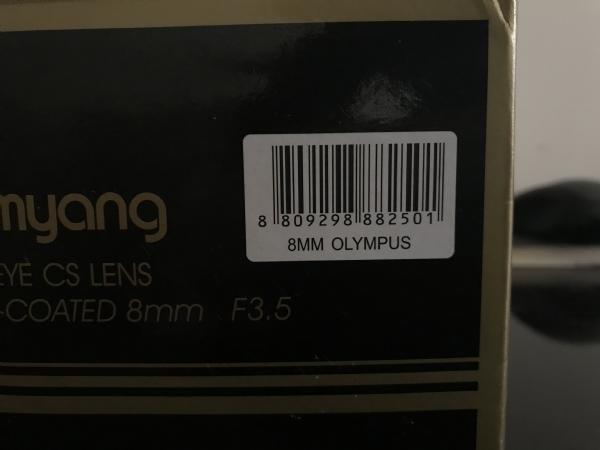 myang
EYE CS LENS
-COATED 8mm F3.5
8 809298 882501
8MM OLYMPUS